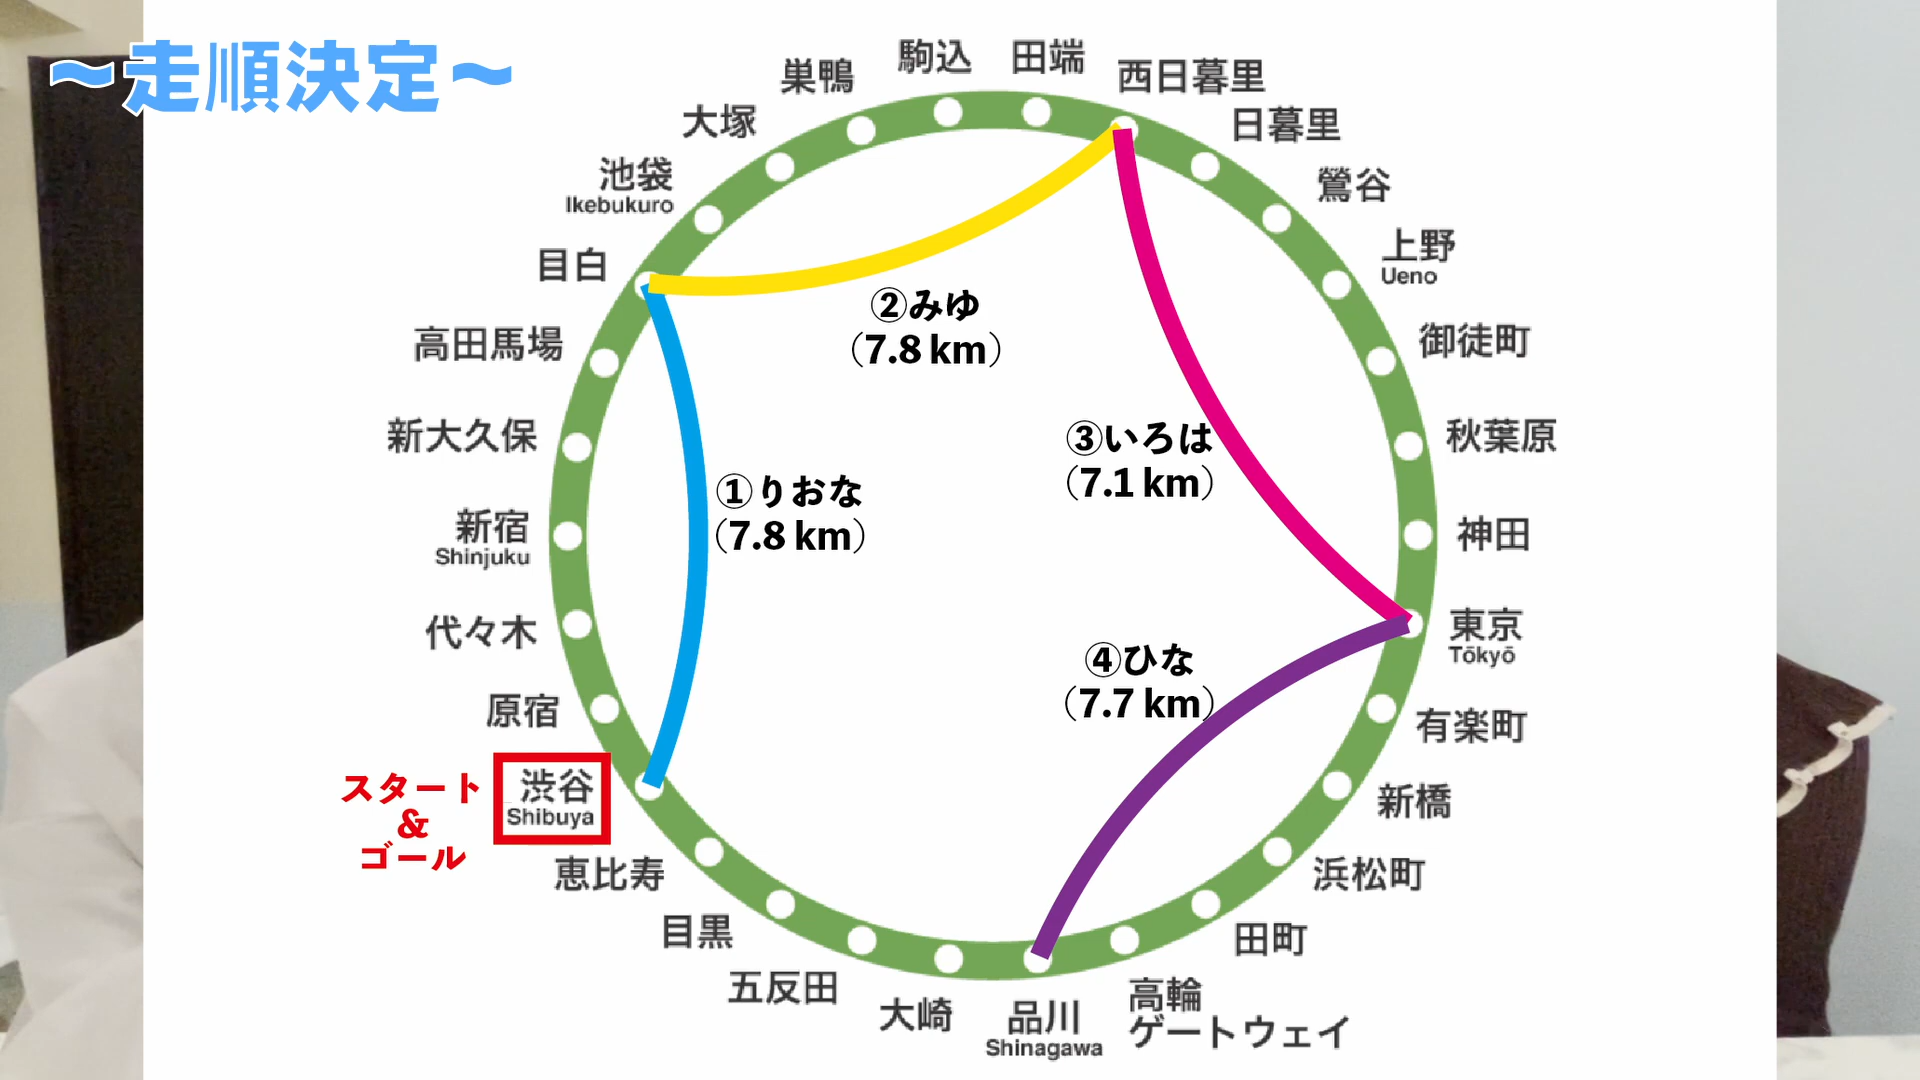 〜走順決定〜
駒込
田端
巣鴨
西日暮里
大塚
日暮里
池袋
Ikebukuro
鶯谷
目白
上野
Ueno
②みゆ
（7.8 km）
高田馬場
御徒町
新大久保
③いろは
（7.1 km）
秋葉原
①りおな
（7.8 km）
新宿
Shinjuku
神田
代々木
東京
Tōkyō
④ひな
（7.7 km）
原宿
有楽町
スタート
&
ゴール
渋谷
Shibuya
新橋
恵比寿
浜松町
目黒
田町
五反田
大崎
品川
Shinagawa
高輪
ゲートウェイ